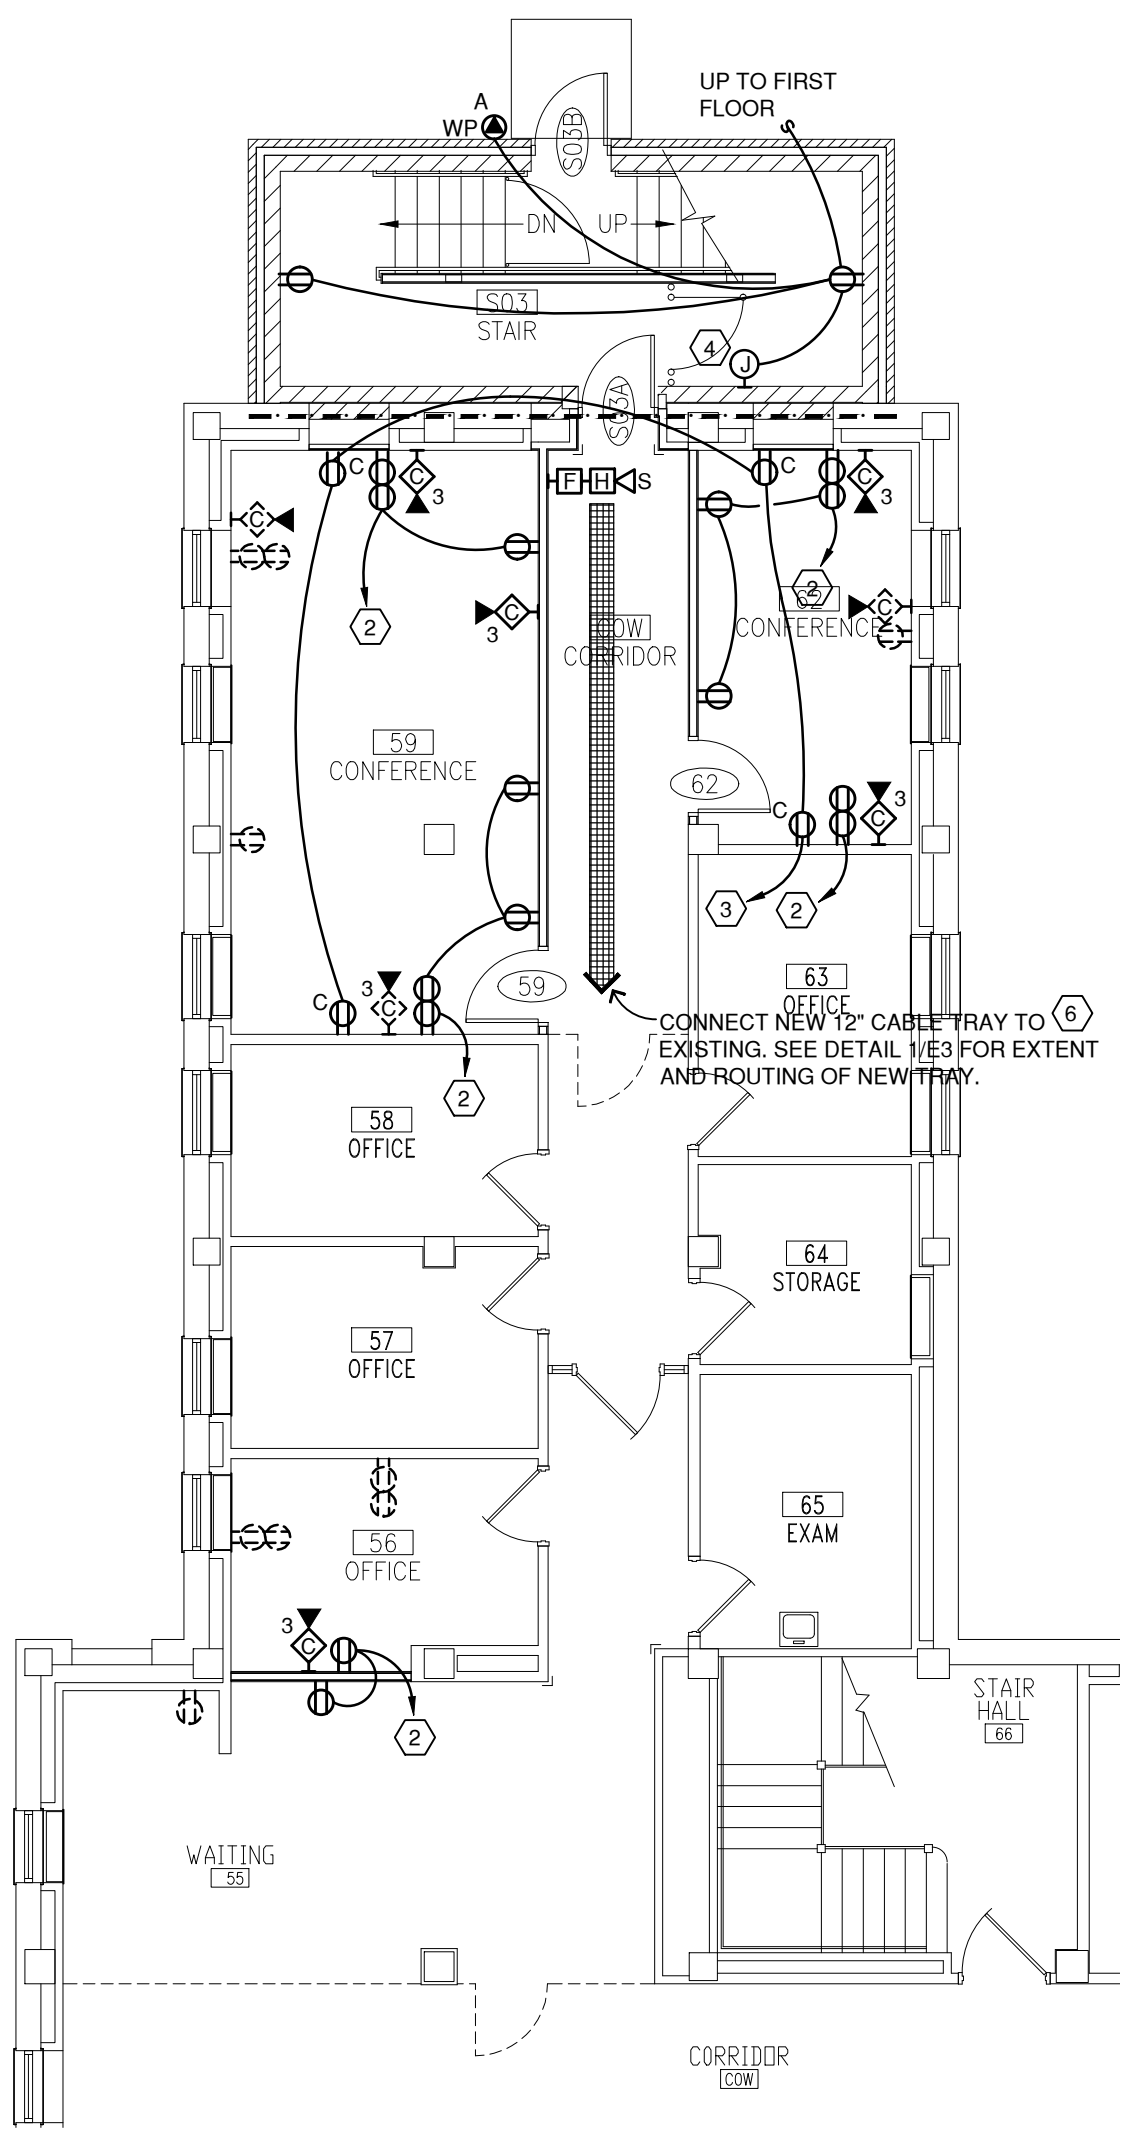 UP TO FIRST
FLOOR
A
WP
S03B
DN
UP
S03
STAIR
4
J
S03A
C
C
3
F
H
S
C
C
3
C
2
C
3
2
62
CONFERENCE
C
COW
CORRIDOR
59
CONFERENCE
62
C
3
C
3
2
63
OFFICE
59
3
C
C
CONNECT NEW 12" CABLE TRAY TO
EXISTING. SEE DETAIL 1/E3 FOR EXTENT
AND ROUTING OF NEW TRAY.
6
2
58
OFFICE
64
STORAGE
57
OFFICE
65
EXAM
56
OFFICE
3
C
2
STAIR
HALL
66
WAITING
55
CORRIDOR
COW